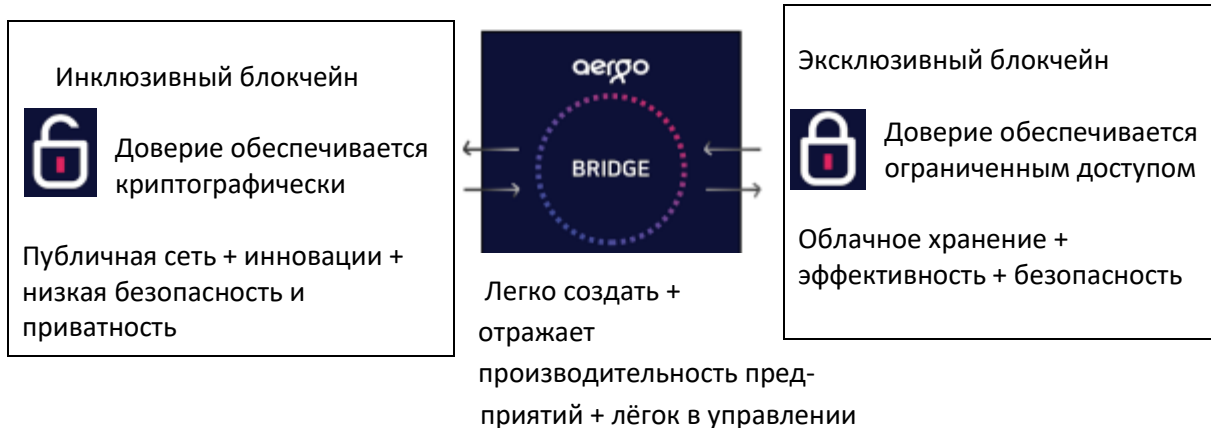 Инклюзивный блокчейн
Доверие обеспечивается
криптографически
Публичная сеть + инновации +
низкая безопасность и
приватность
aergo
BRIDGE
Легко создать +
отражает
производительность пред-
приятий + лёгок в управлении
Эксклюзивный блокчейн
Доверие обеспечивается
ограниченным доступом
Облачное хранение +
эффективность + безопасность